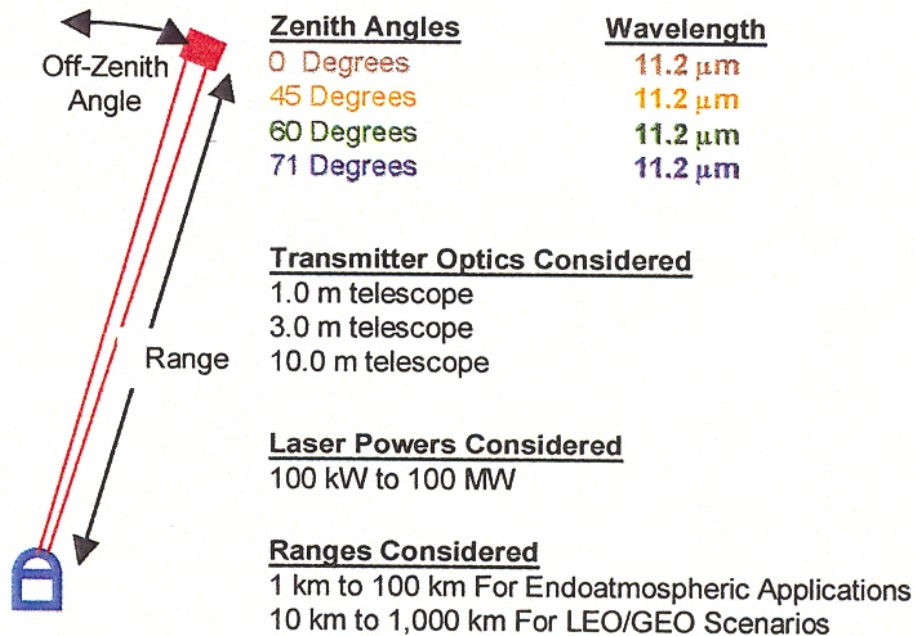 Off-Zenith
Angle
Range
Zenith Angles Wavelength
0 Degrees 11.2 μm
45 Degrees 11.2 μm
60 Degrees 11.2 μm
71 Degrees 11.2 μm
Transmitter Optics Considered
1.0 m telescope
3.0 m telescope
10.0 m telescope
Laser Powers Considered
100 kW to 100 MW
Ranges Considered
1 km to 100 km For Endoatmospheric Applications
10 km to 1,000 km For LEO/GEO Scenarios